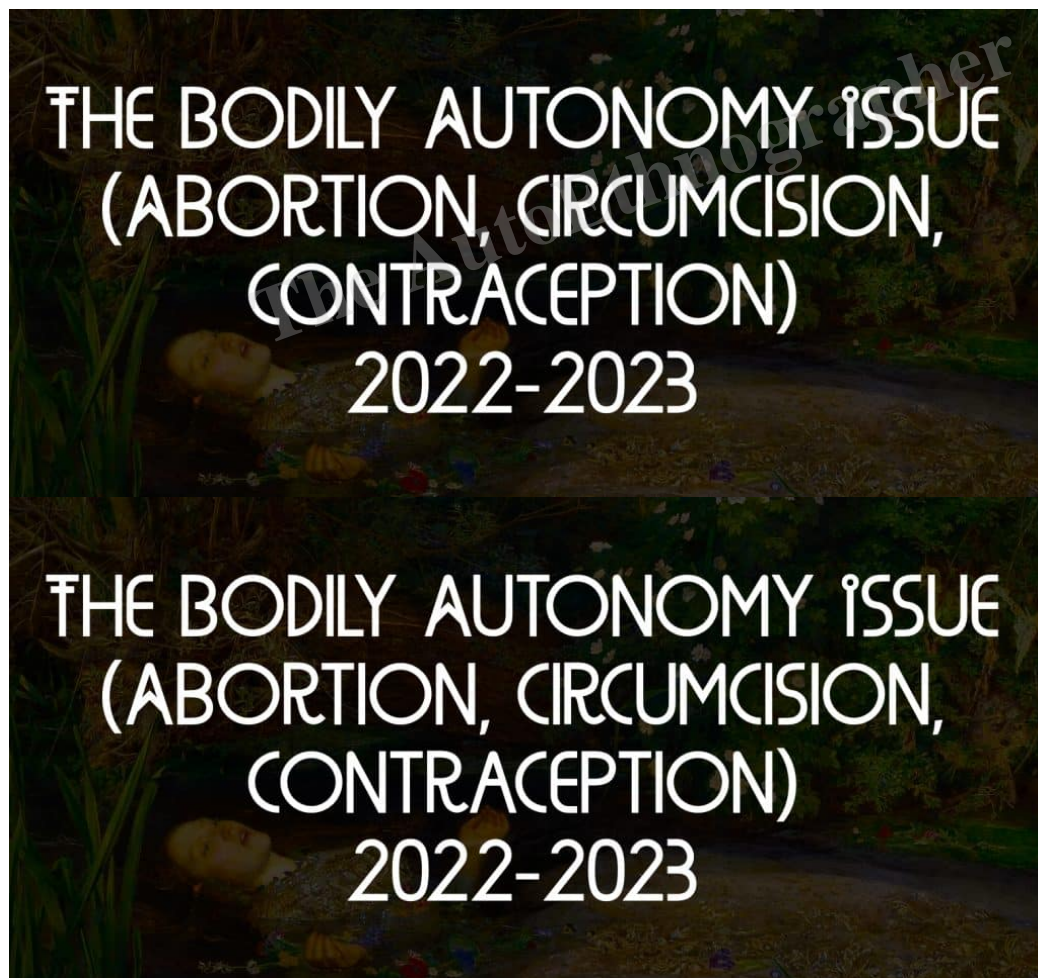 THE BODILY AUTONOMY ISSUE
(ABORTION, CIRCUMCISION,
CONTRACEPTION)
2022-2023
The AutoEthnographer
THE BODILY AUTONOMY ISSUE
(ABORTION, CIRCUMCISION,
CONTRACEPTION)
2022-2023